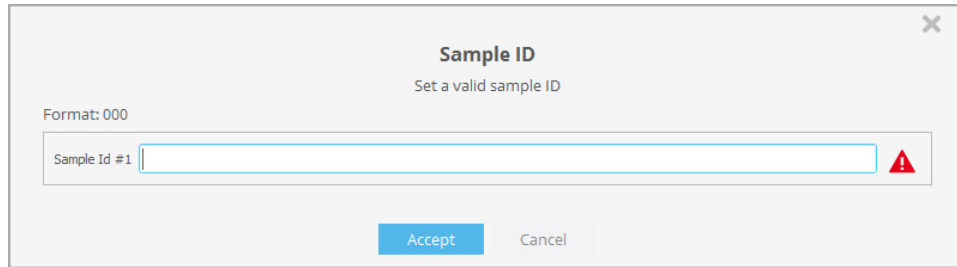 Sample ID
Set a valid sample ID
Format: 000
Sample Id #1
Accept Cancel